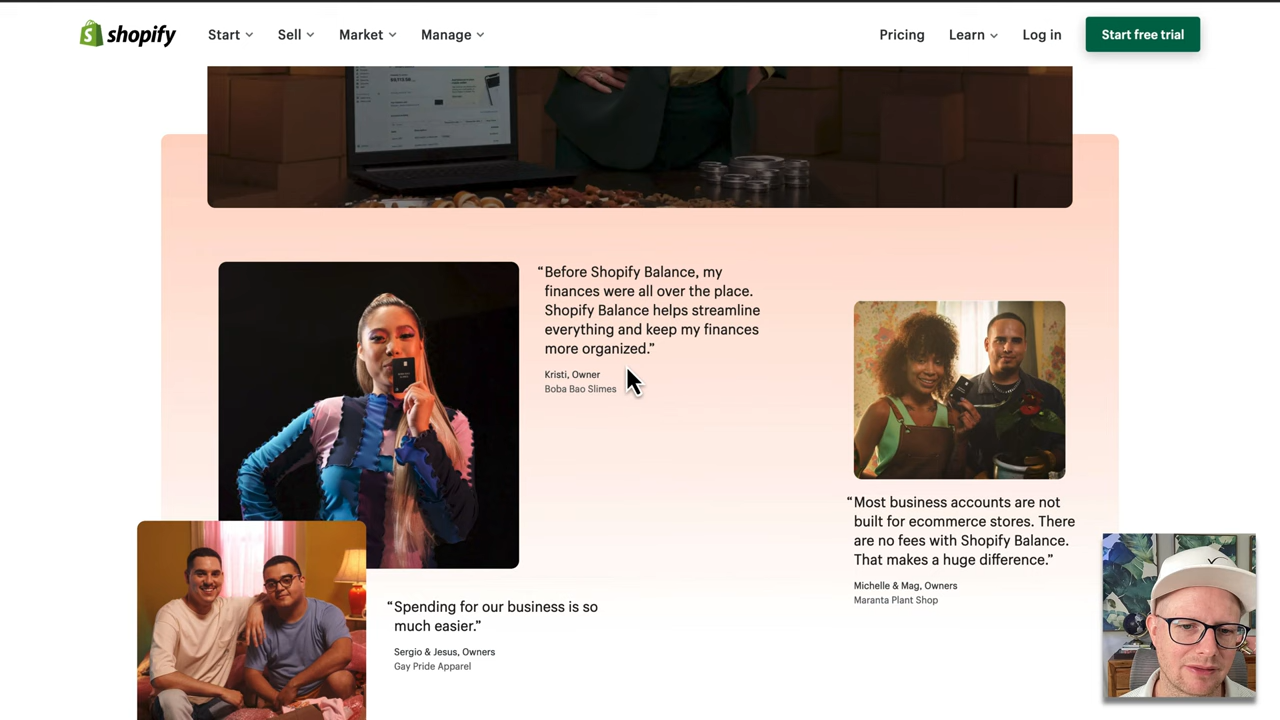 shopify
Start
Sell
Market
Manage
Pricing
Learn
Log in
Start free trial
“Before Shopify Balance, my
finances were all over the place.
Shopify Balance helps streamline
everything and keep my finances
more organized.”
Kristi, Owner
Boba Bao Slimes
“Most business accounts are not
built for ecommerce stores. There
are no fees with Shopify Balance.
That makes a huge difference.”
Michelle & Mag, Owners
Maranta Plant Shop
“Spending for our business is so
much easier.”
Sergio & Jesus, Owners
Gay Pride Apparel